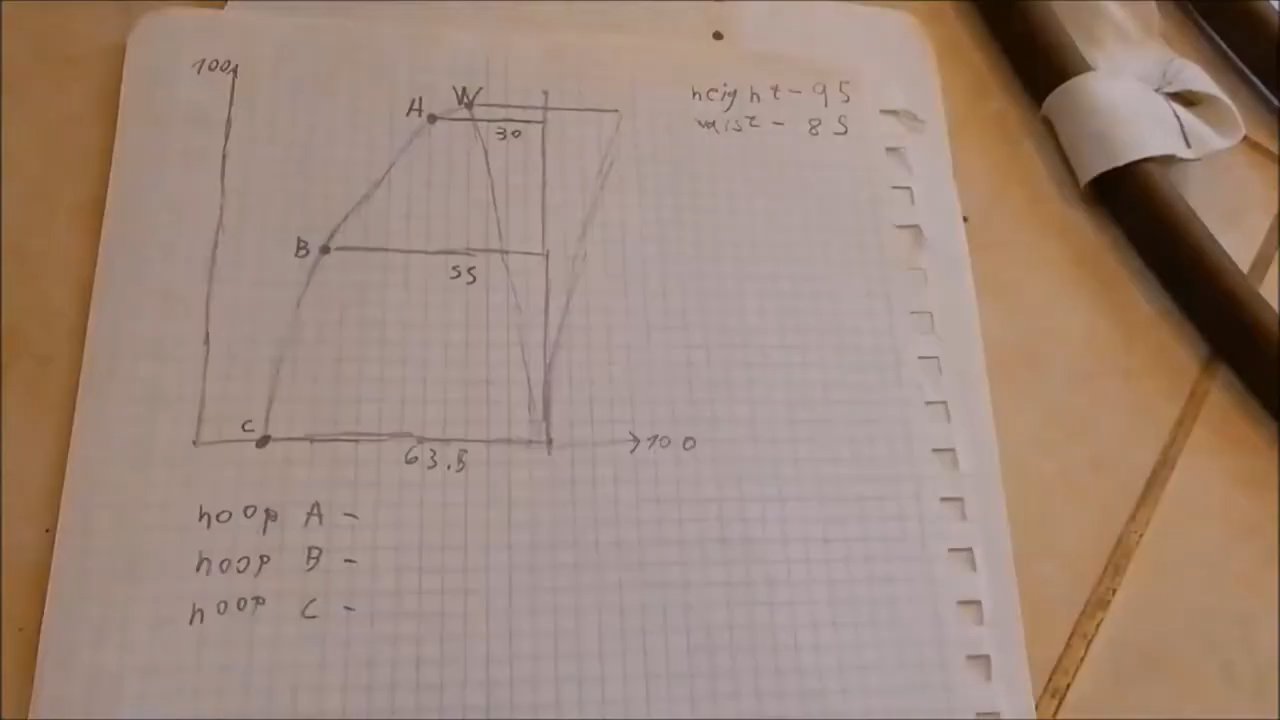 100
height - 95
A W
waist - 85
30
B
55
C
63.5
100
hoop A -
hoop B -
hoop C -